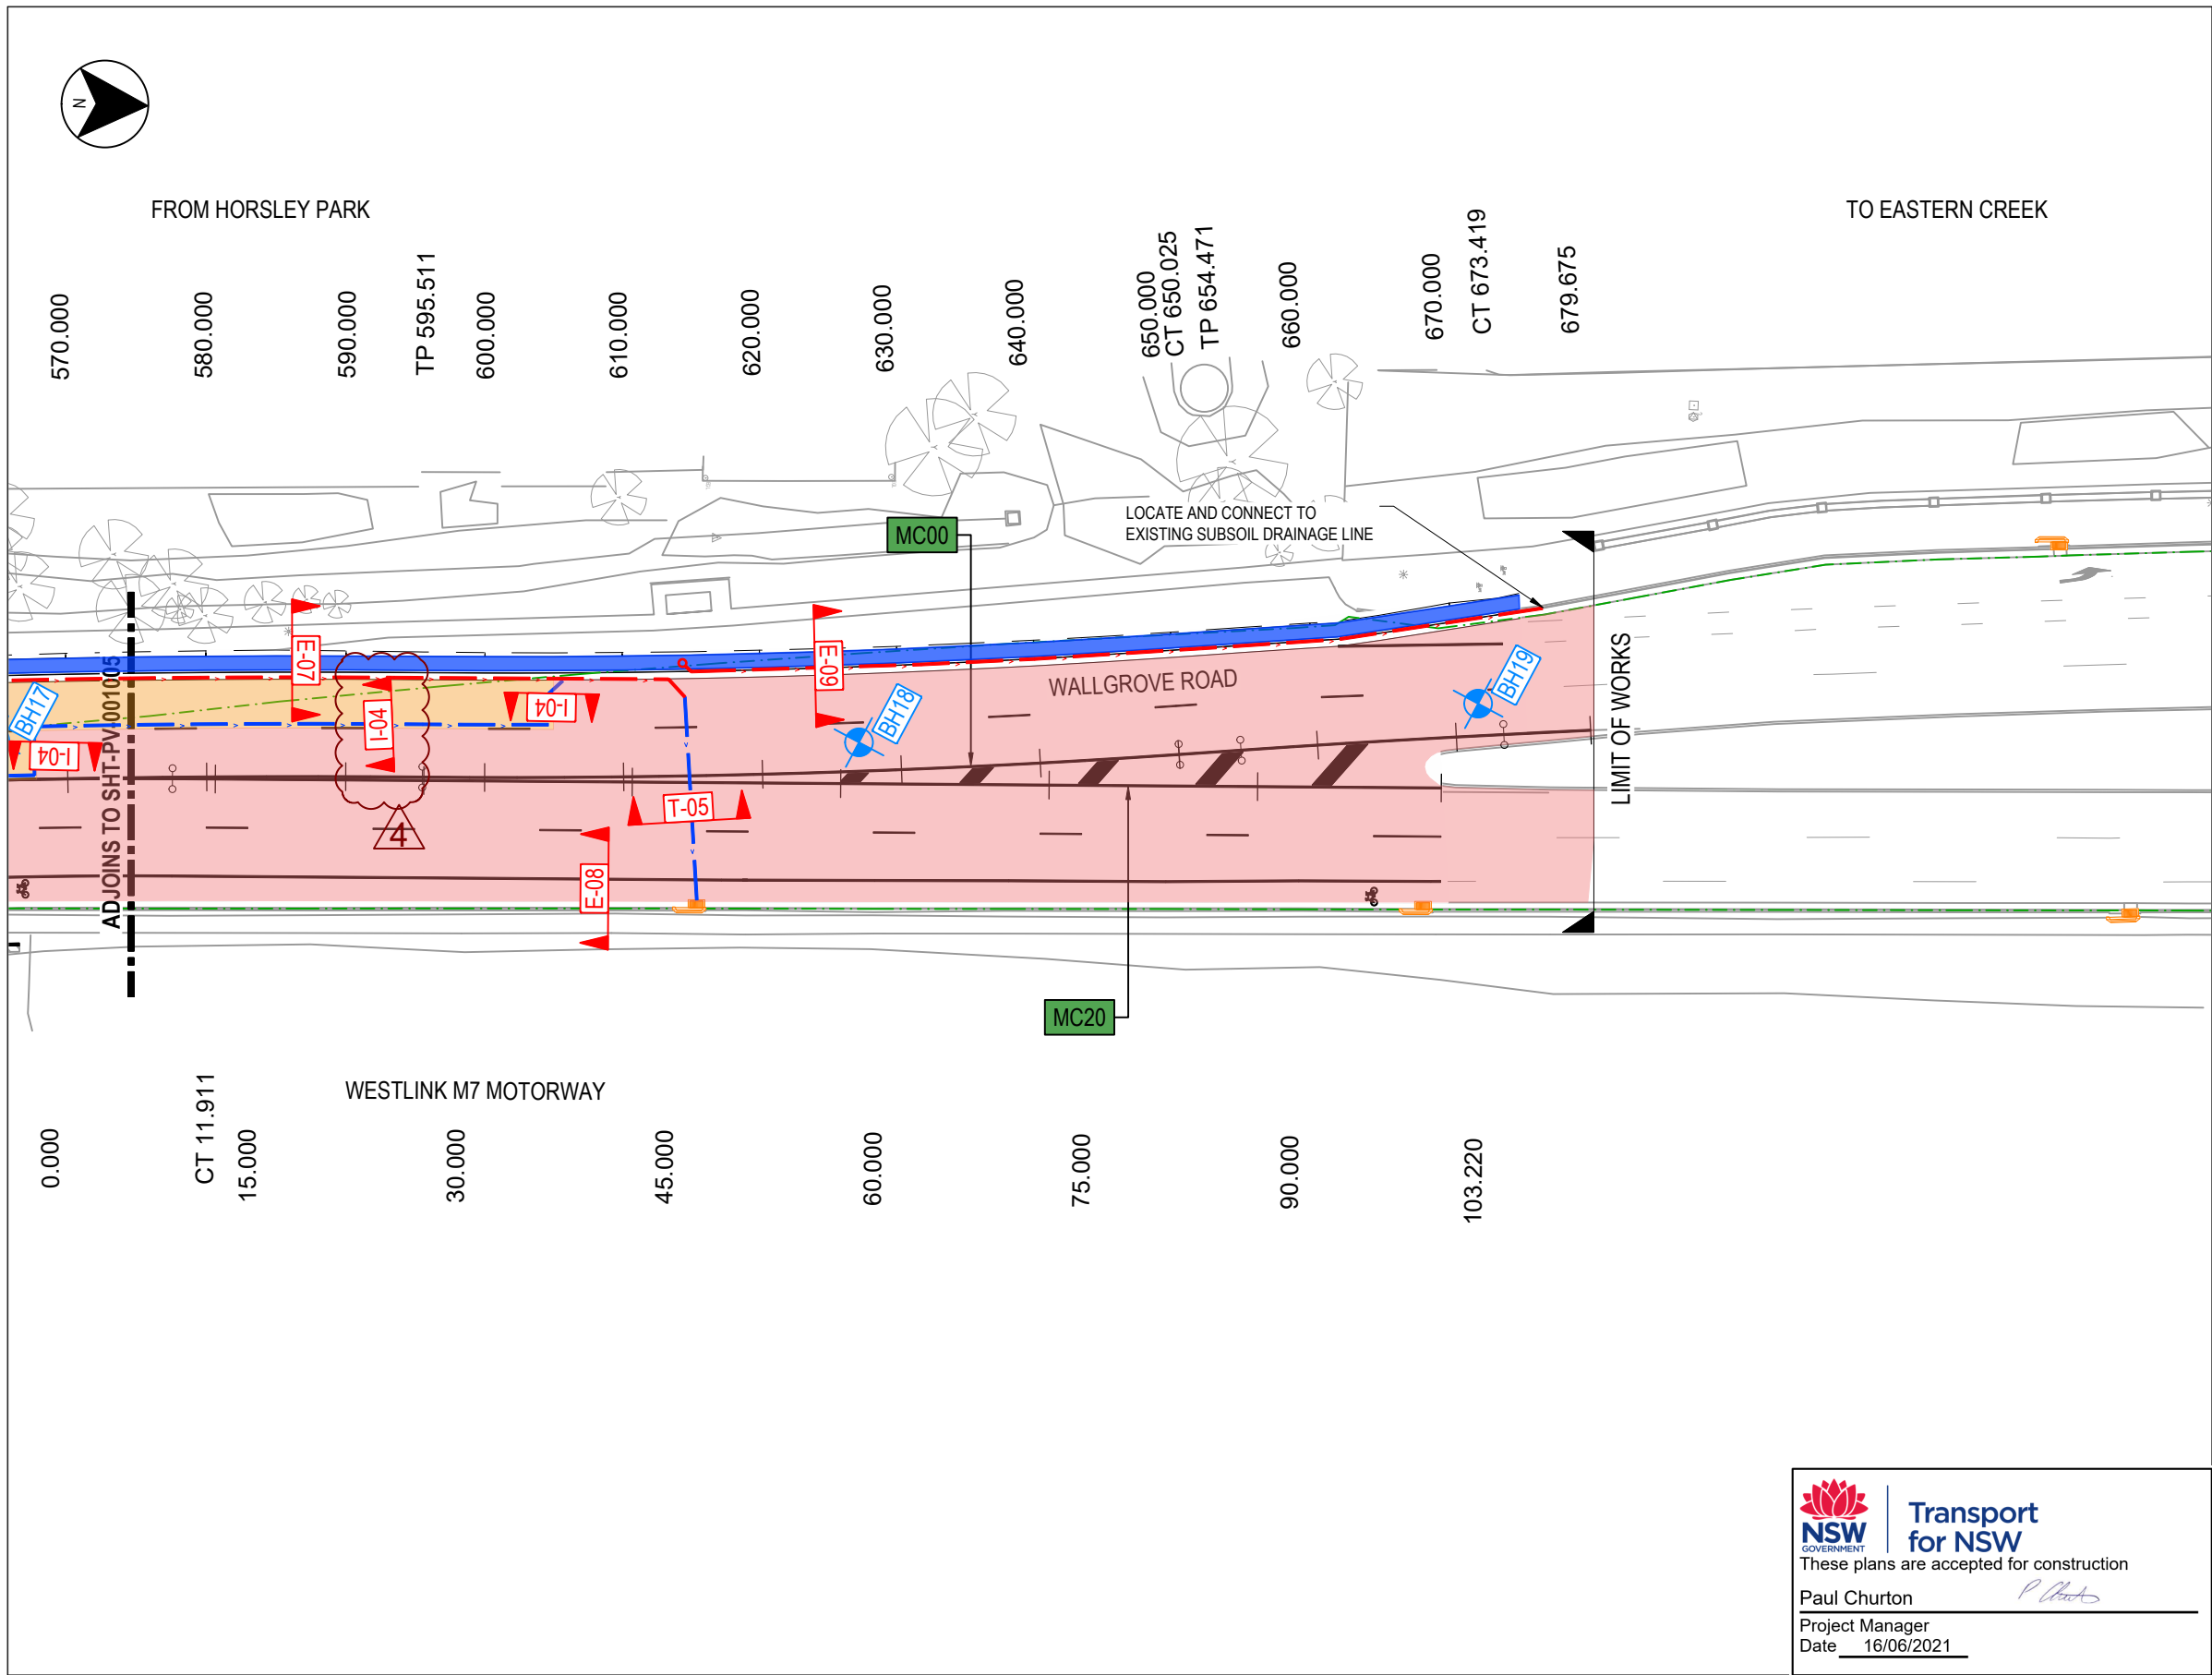 N
FROM HORSLEY PARK
TO EASTERN CREEK
570.000
580.000
590.000
TP 595.511
600.000
610.000
620.000
630.000
640.000
650.000
CT 650.025
TP 654.471
660.000
670.000
CT 673.419
679.675
LOCATE AND CONNECT TO
EXISTING SUBSOIL DRAINAGE LINE
MC00
ADJOINS TO SHT-PV-001005
BH17
I-04
E-07
I-04
I-04
E-09
BH18
WALLGROVE ROAD
BH19
LIMIT OF WORKS
T-05
4
E-08
MC20
WESTLINK M7 MOTORWAY
0.000
CT 11.911
15.000
30.000
45.000
60.000
75.000
90.000
103.220
NSW
GOVERNMENT
Transport
for NSW
These plans are accepted for construction
Paul Churton
Project Manager
Date 16/06/2021